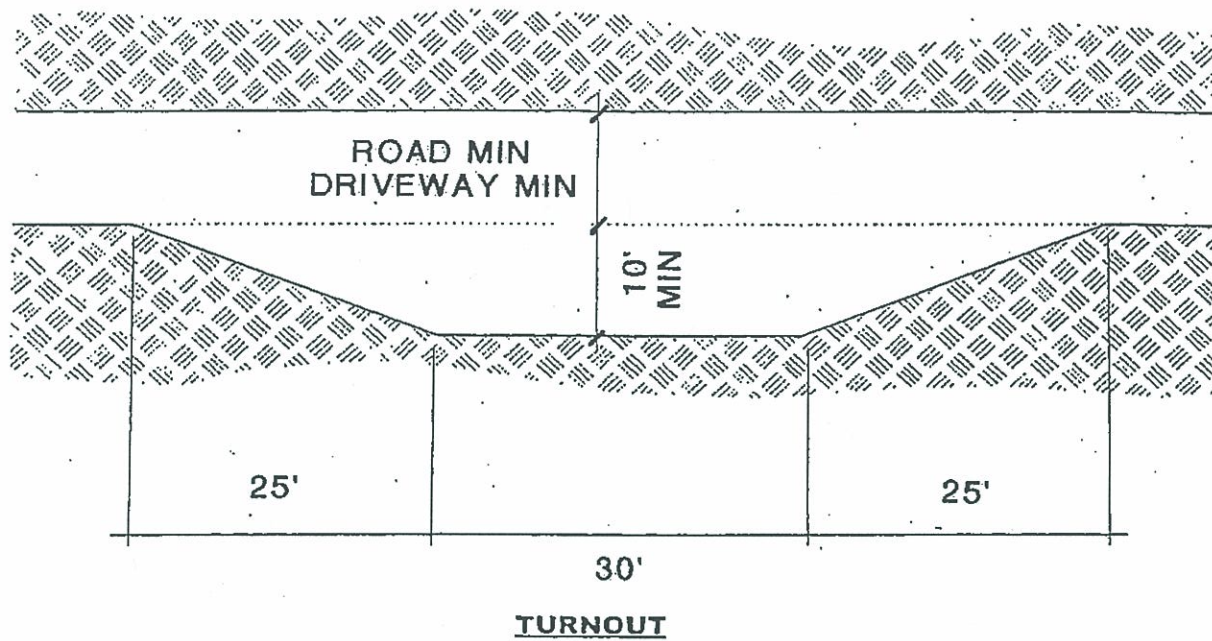 ROAD MIN
DRIVEWAY MIN
10'
MIN
25'
25'
30'
TURNOUT